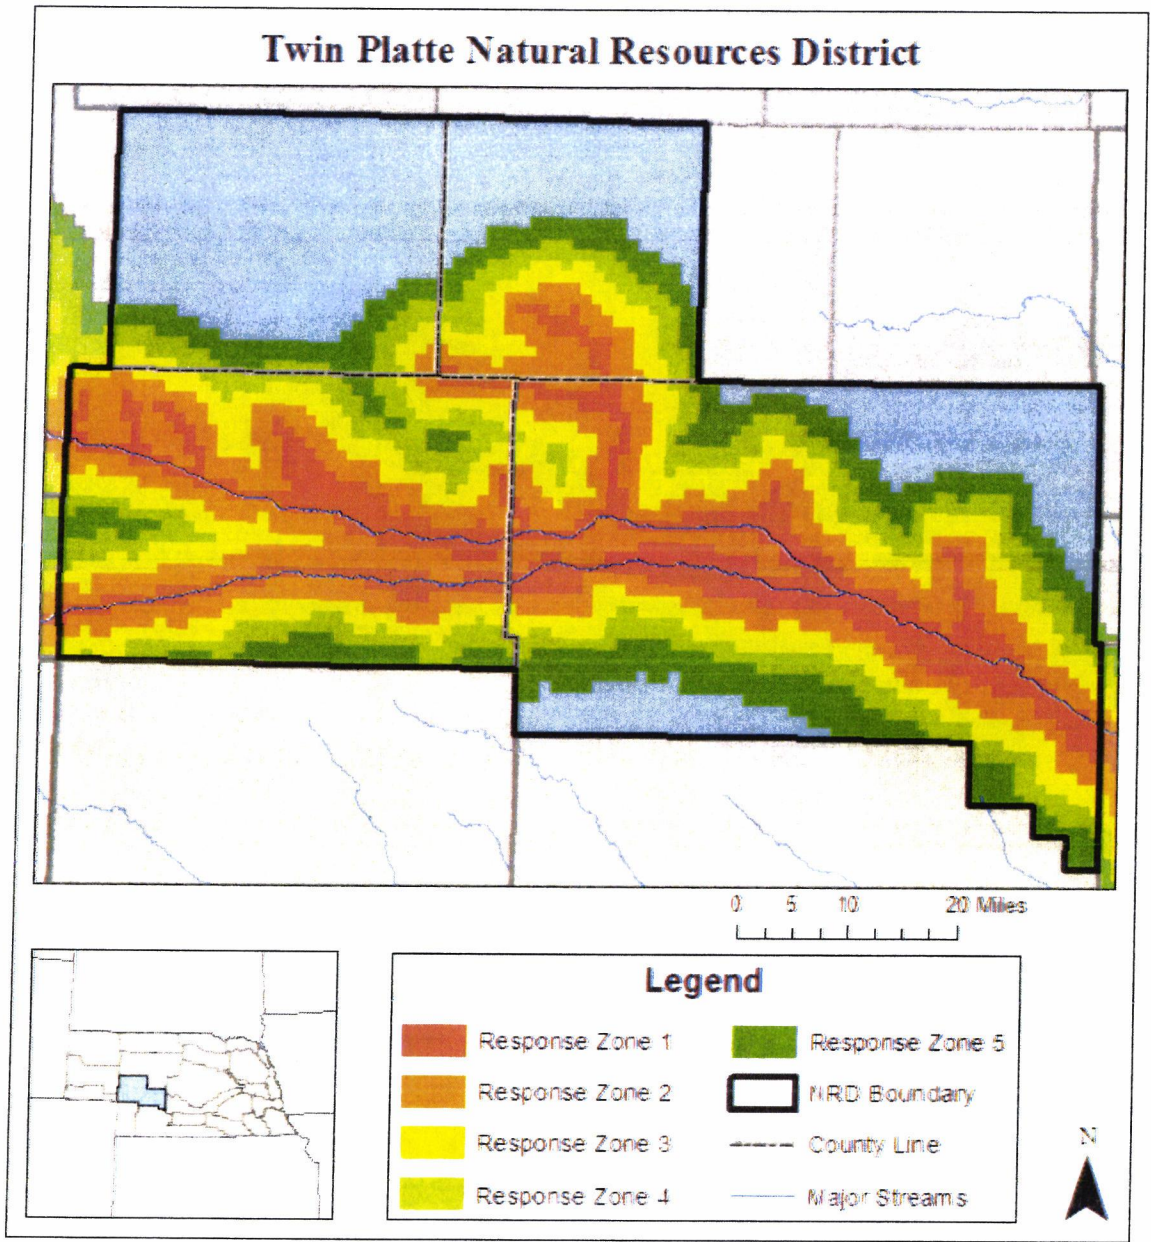 Twin Platte Natural Resources District
0 5 10 20 Miles
Legend
Response Zone 1
Response Zone 2
Response Zone 3
Response Zone 4
Response Zone 5
NRD Boundary
County Line
Major Streams
N